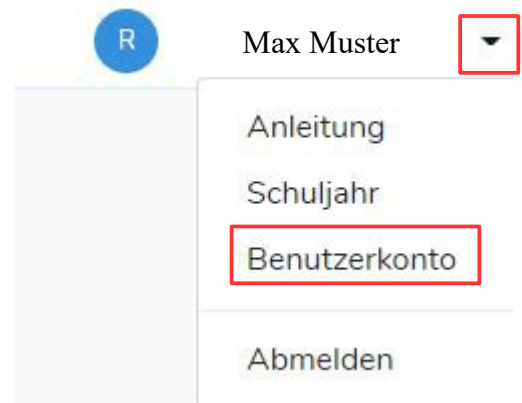 R Max Muster
Anleitung
Schuljahr
Benutzerkonto
Abmelden